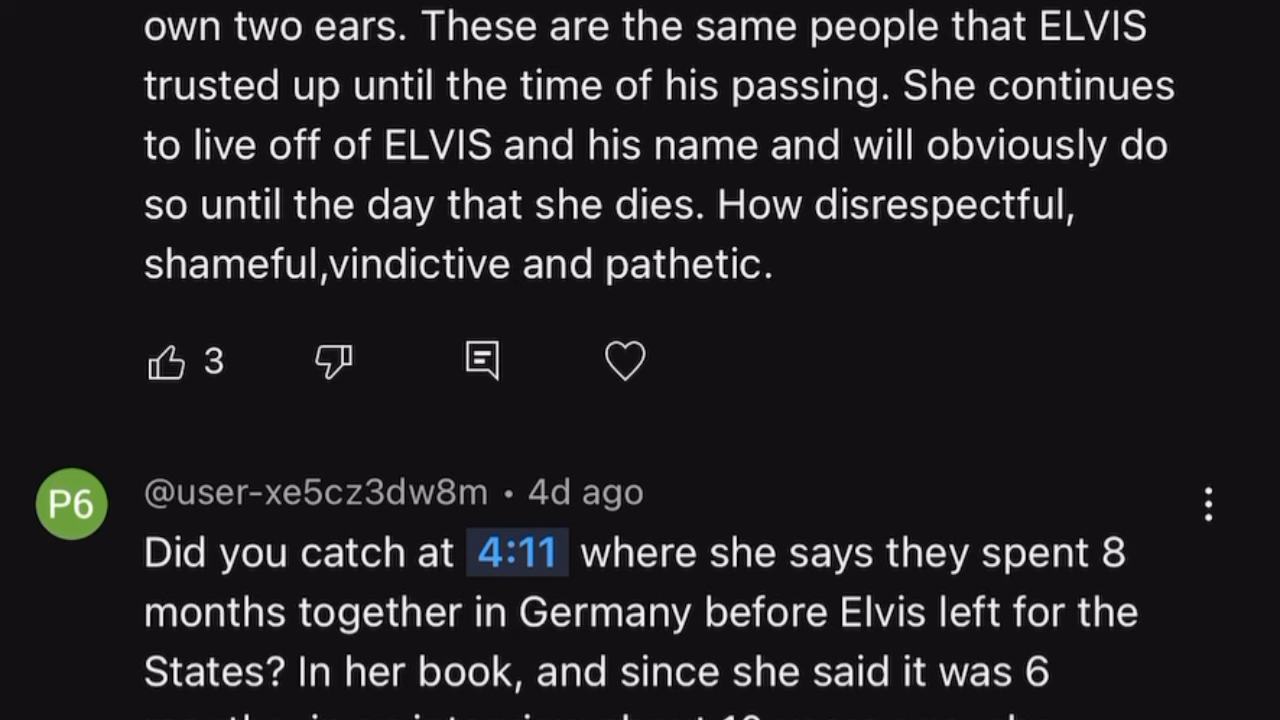 own two ears. These are the same people that ELVIS
trusted up until the time of his passing. She continues
to live off of ELVIS and his name and will obviously do
so until the day that she dies. How disrespectful,
shameful,vindictive and pathetic.
3
P6
@user-xe5cz3dw8m • 4d ago
Did you catch at 4:11 where she says they spent 8
months together in Germany before Elvis left for the
States? In her book, and since she said it was 6